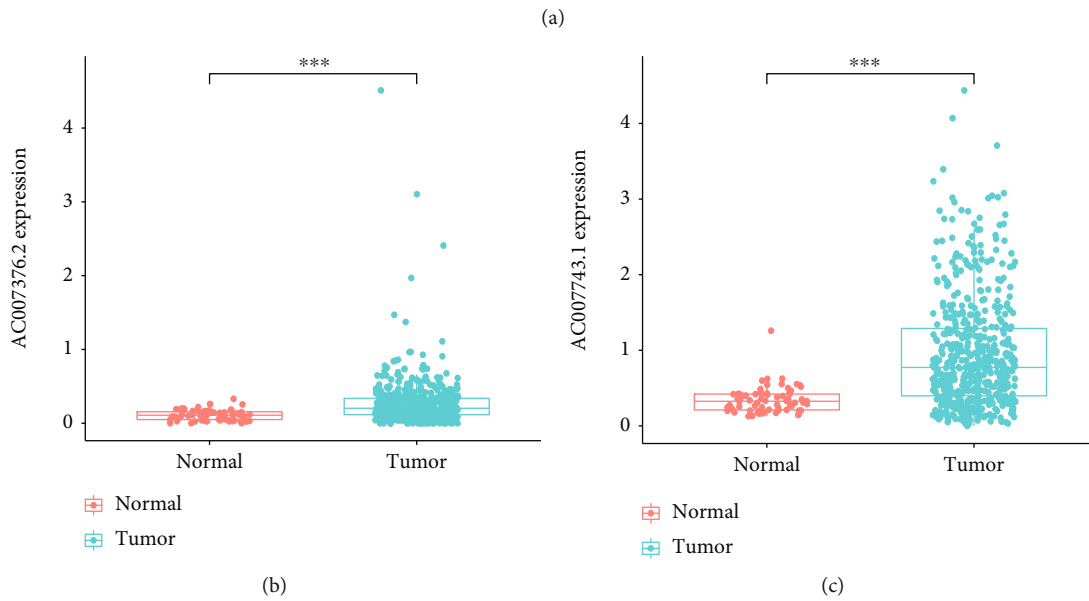 (a)
***
4
3
2
1
0
AC007376.2 expression
Normal
Tumor
Normal
Tumor
(b)
***
4
3
2
1
0
AC007743.1 expression
Normal
Tumor
Normal
Tumor
(c)